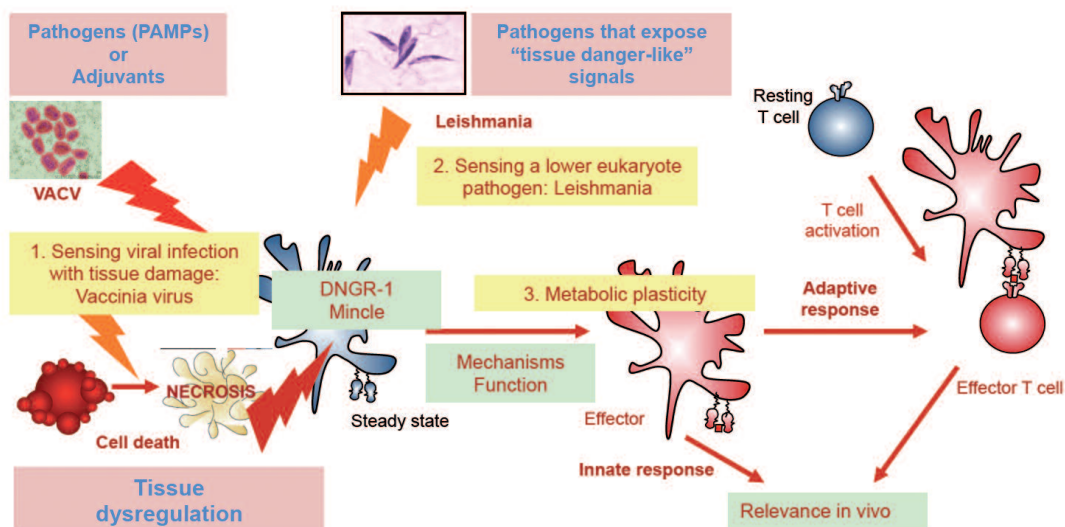 Pathogens (PAMPs)
or
Adjuvants
Pathogens that expose
“tissue danger-like”
signals
Resting
T cell
Leishmania
VACV
2. Sensing a lower eukaryote
pathogen: Leishmania
T cell
activation
1. Sensing viral infection
with tissue damage:
Vaccinia virus
DNGR-1
Mincle
3. Metabolic plasticity
Adaptive
response
Mechanisms
Function
NECROSIS
Cell death
Steady state
Effector
Effector T cell
Innate response
Tissue
dysregulation
Relevance in vivo